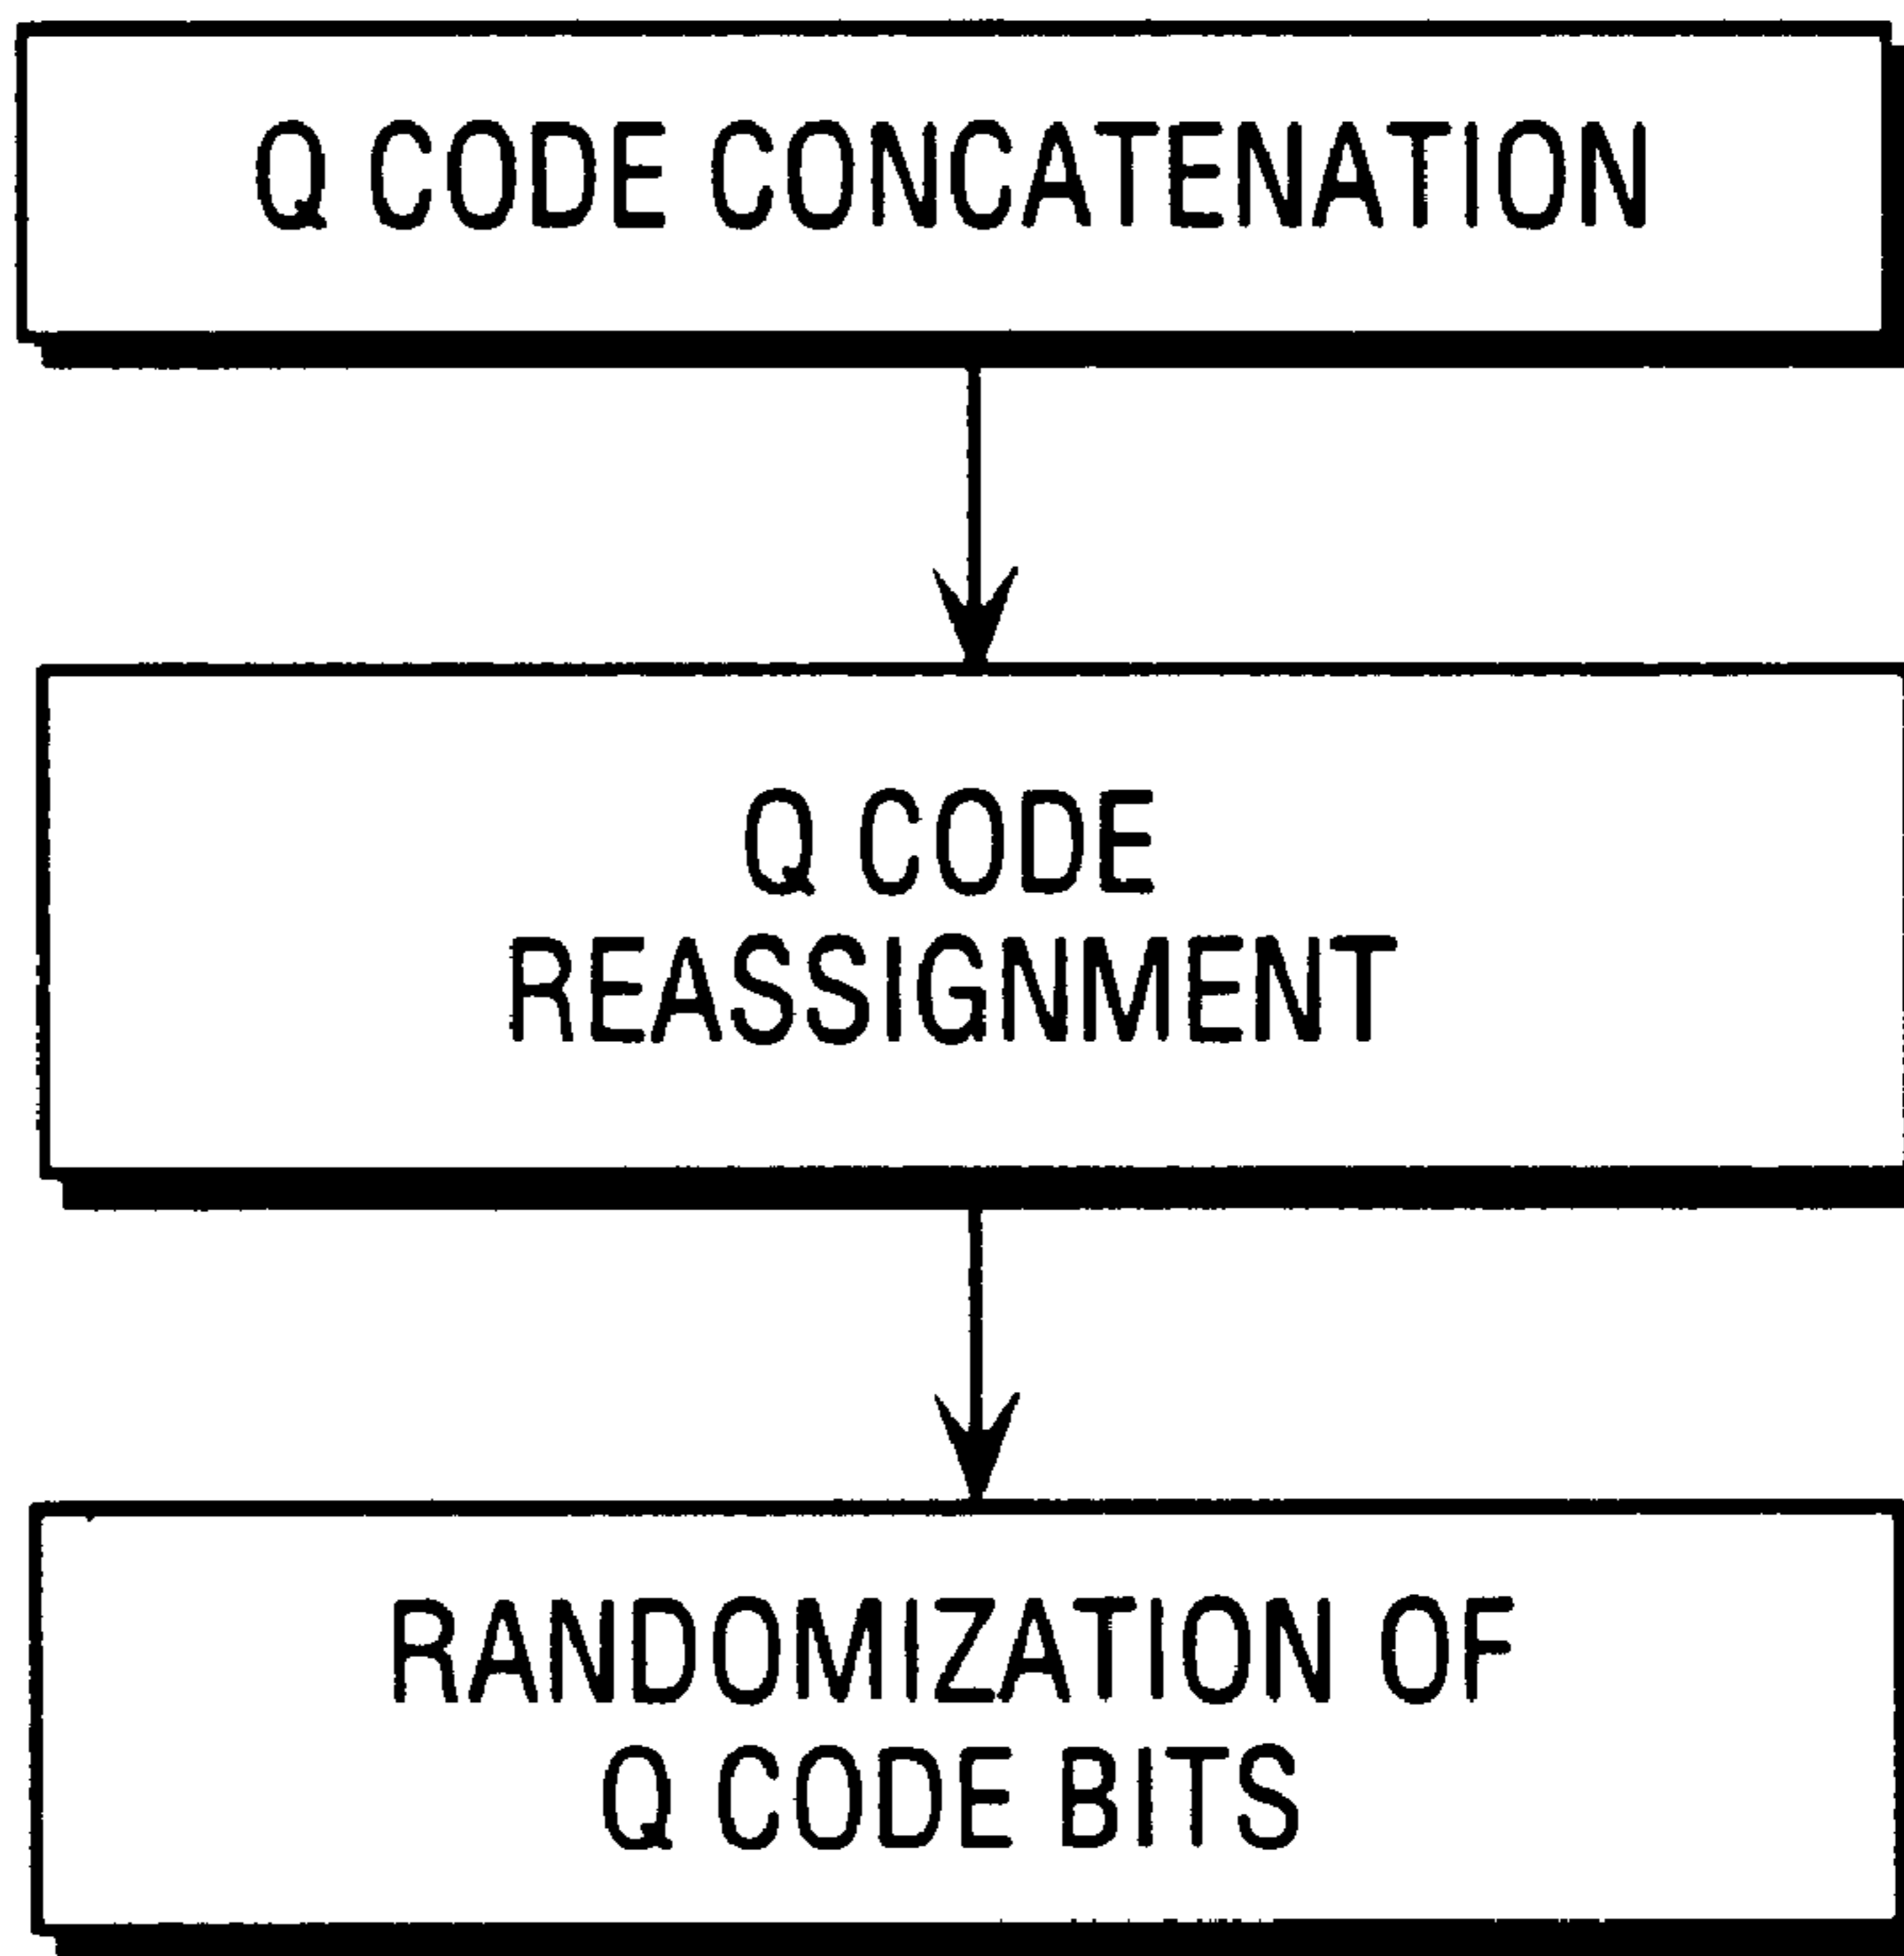 Q CODE CONCATENATION
Q CODE
REASSIGNMENT
RANDOMIZATION OF
Q CODE BITS